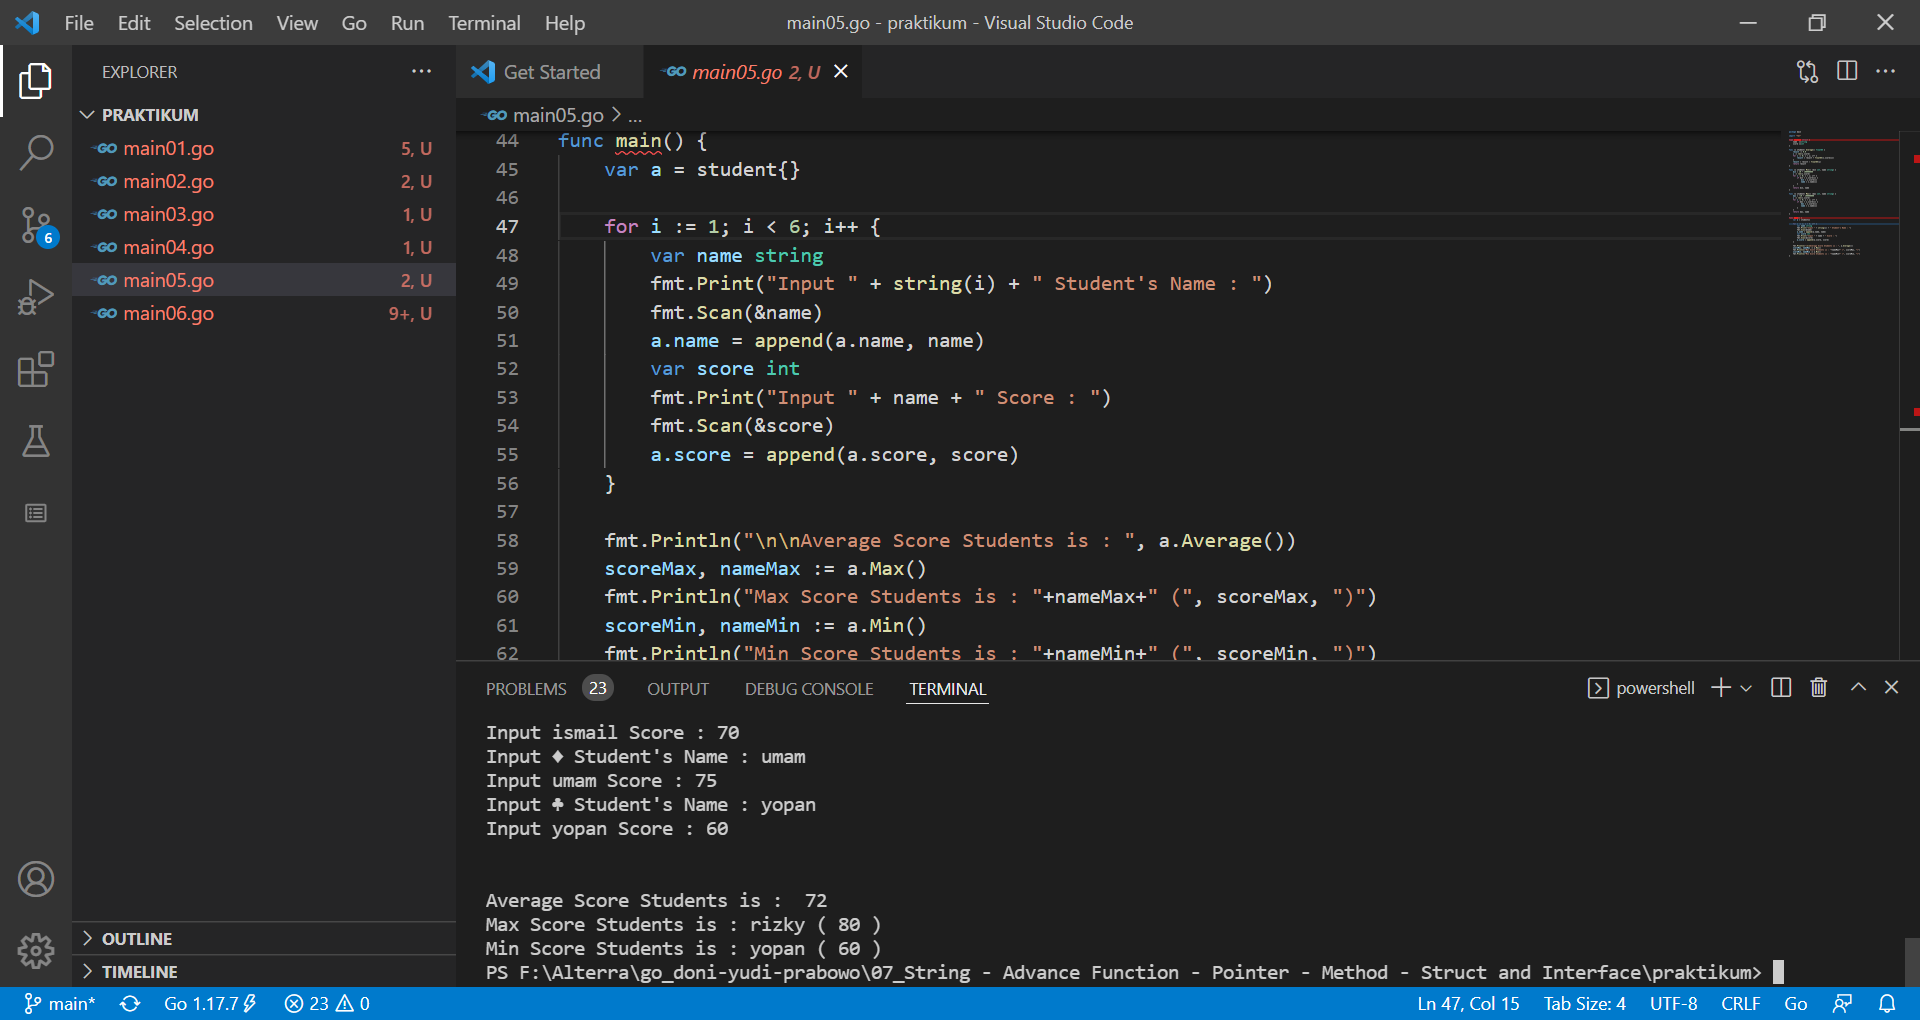 File Edit Selection View Go Run Terminal Help
main05.go - praktikum - Visual Studio Code
EXPLORER
PRAKTIKUM
main01.go 5, U
main02.go 2, U
main03.go 1, U
main04.go 1, U
main05.go 2, U
main06.go 9+, U
6
OUTLINE
TIMELINE
Get Started
GO main05.go 2, U
GO main05.go > ...
44 func main() {
45 var a = student{}
46
47 for i := 1; i < 6; i++ {
48 var name string
49 fmt.Print("Input " + string(i) + " Student's Name : ")
50 fmt.Scan(&name)
51 a.name = append(a.name, name)
52 var score int
53 fmt.Print("Input " + name + " Score : ")
54 fmt.Scan(&score)
55 a.score = append(a.score, score)
56 }
57
58 fmt.Println("\n\nAverage Score Students is : ", a.Average())
59 scoreMax, nameMax := a.Max()
60 fmt.Println("Max Score Students is : "+nameMax+" (", scoreMax, ")")
61 scoreMin, nameMin := a.Min()
62 fmt.Println("Min Score Students is : "+nameMin+" (", scoreMin, ")")
PROBLEMS 23 OUTPUT DEBUG CONSOLE TERMINAL
powershell
Input ismail Score : 70
Input ♦ Student's Name : umam
Input umam Score : 75
Input ♣ Student's Name : yopan
Input yopan Score : 60
Average Score Students is :  72
Max Score Students is : rizky ( 80 )
Min Score Students is : yopan ( 60 )
PS F:\Alterra\go_doni-yudi-prabowo\07_String - Advance Function - Pointer - Method - Struct and Interface\praktikum>
main* Go 1.17.7 23 0
Ln 47, Col 15 Tab Size: 4 UTF-8 CRLF Go